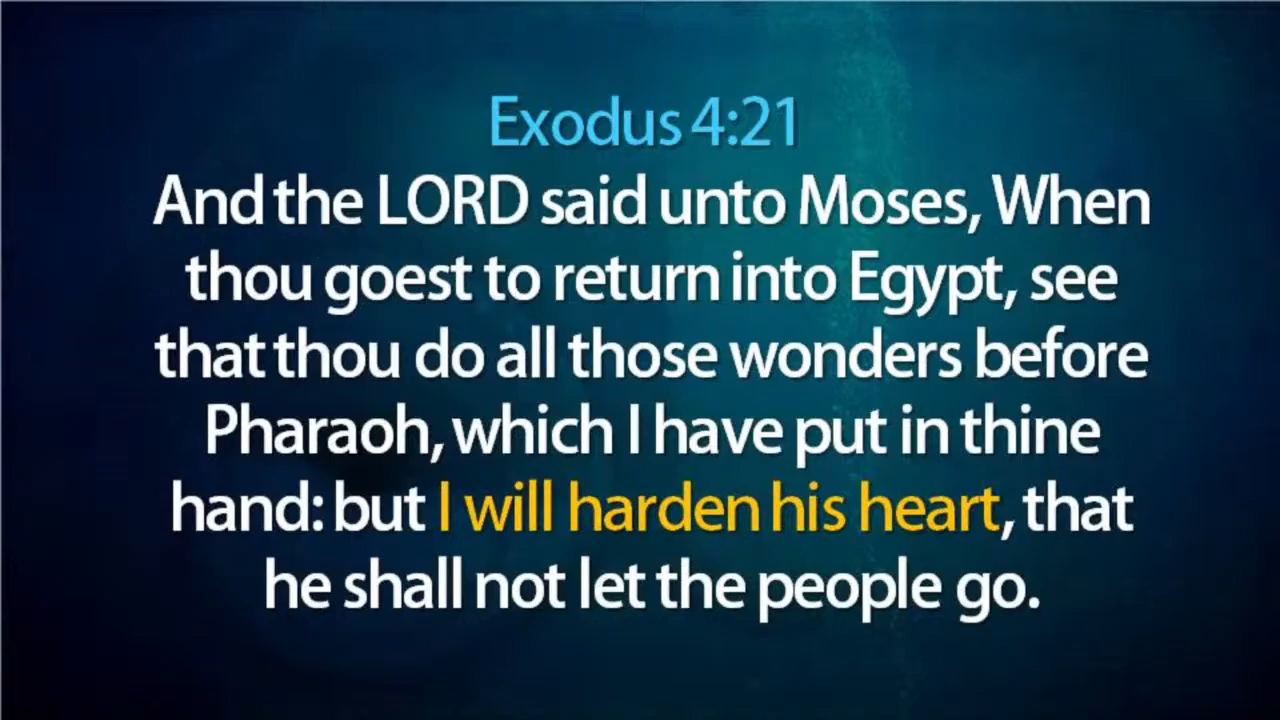 Exodus 4:21
And the LORD said unto Moses, When
thou goest to return into Egypt, see
that thou do all those wonders before
Pharaoh, which I have put in thine
hand: but I will harden his heart, that
he shall not let the people go.